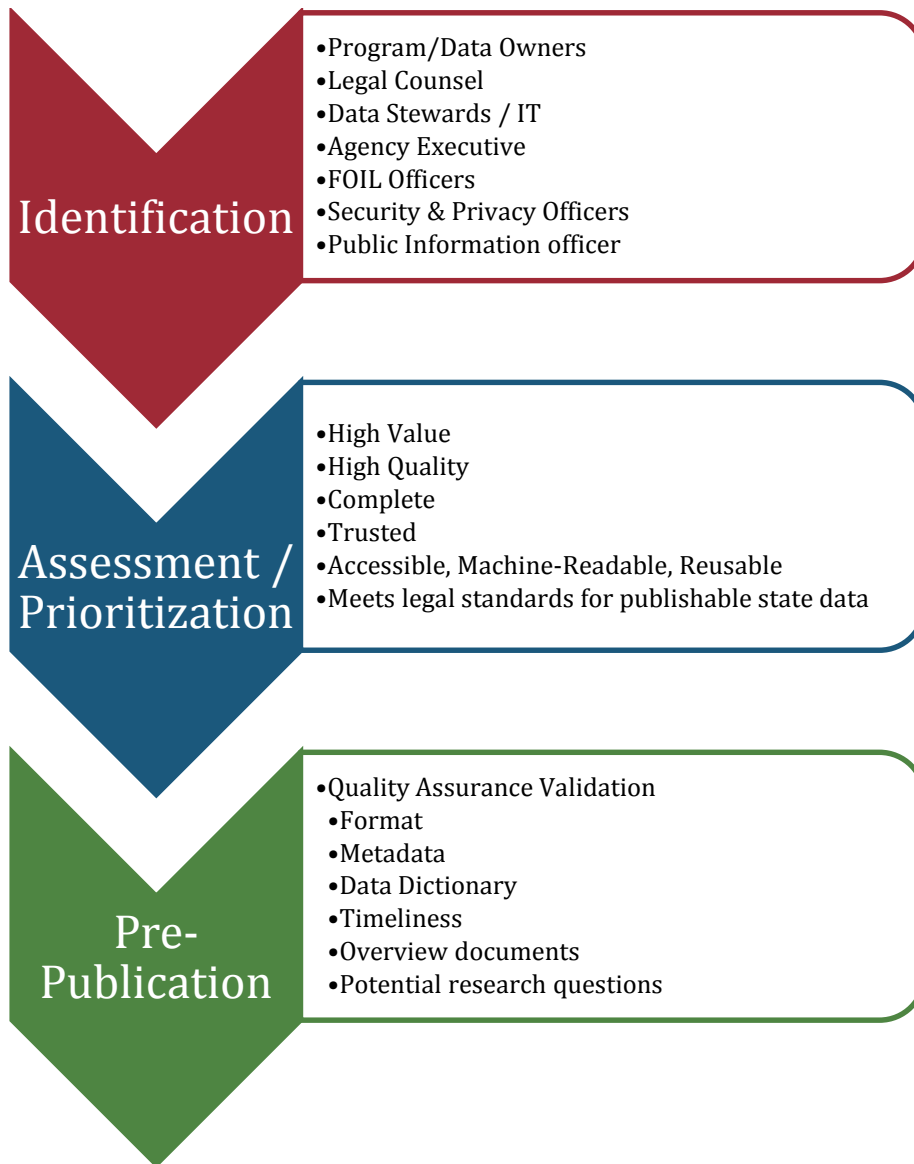 Identification
•Program/Data Owners
•Legal Counsel
•Data Stewards / IT
•Agency Executive
•FOIL Officers
•Security & Privacy Officers
•Public Information officer
Assessment /
Prioritization
•High Value
•High Quality
•Complete
•Trusted
•Accessible, Machine-Readable, Reusable
•Meets legal standards for publishable state data
Pre-
Publication
•Quality Assurance Validation
•Format
•Metadata
•Data Dictionary
•Timeliness
•Overview documents
•Potential research questions